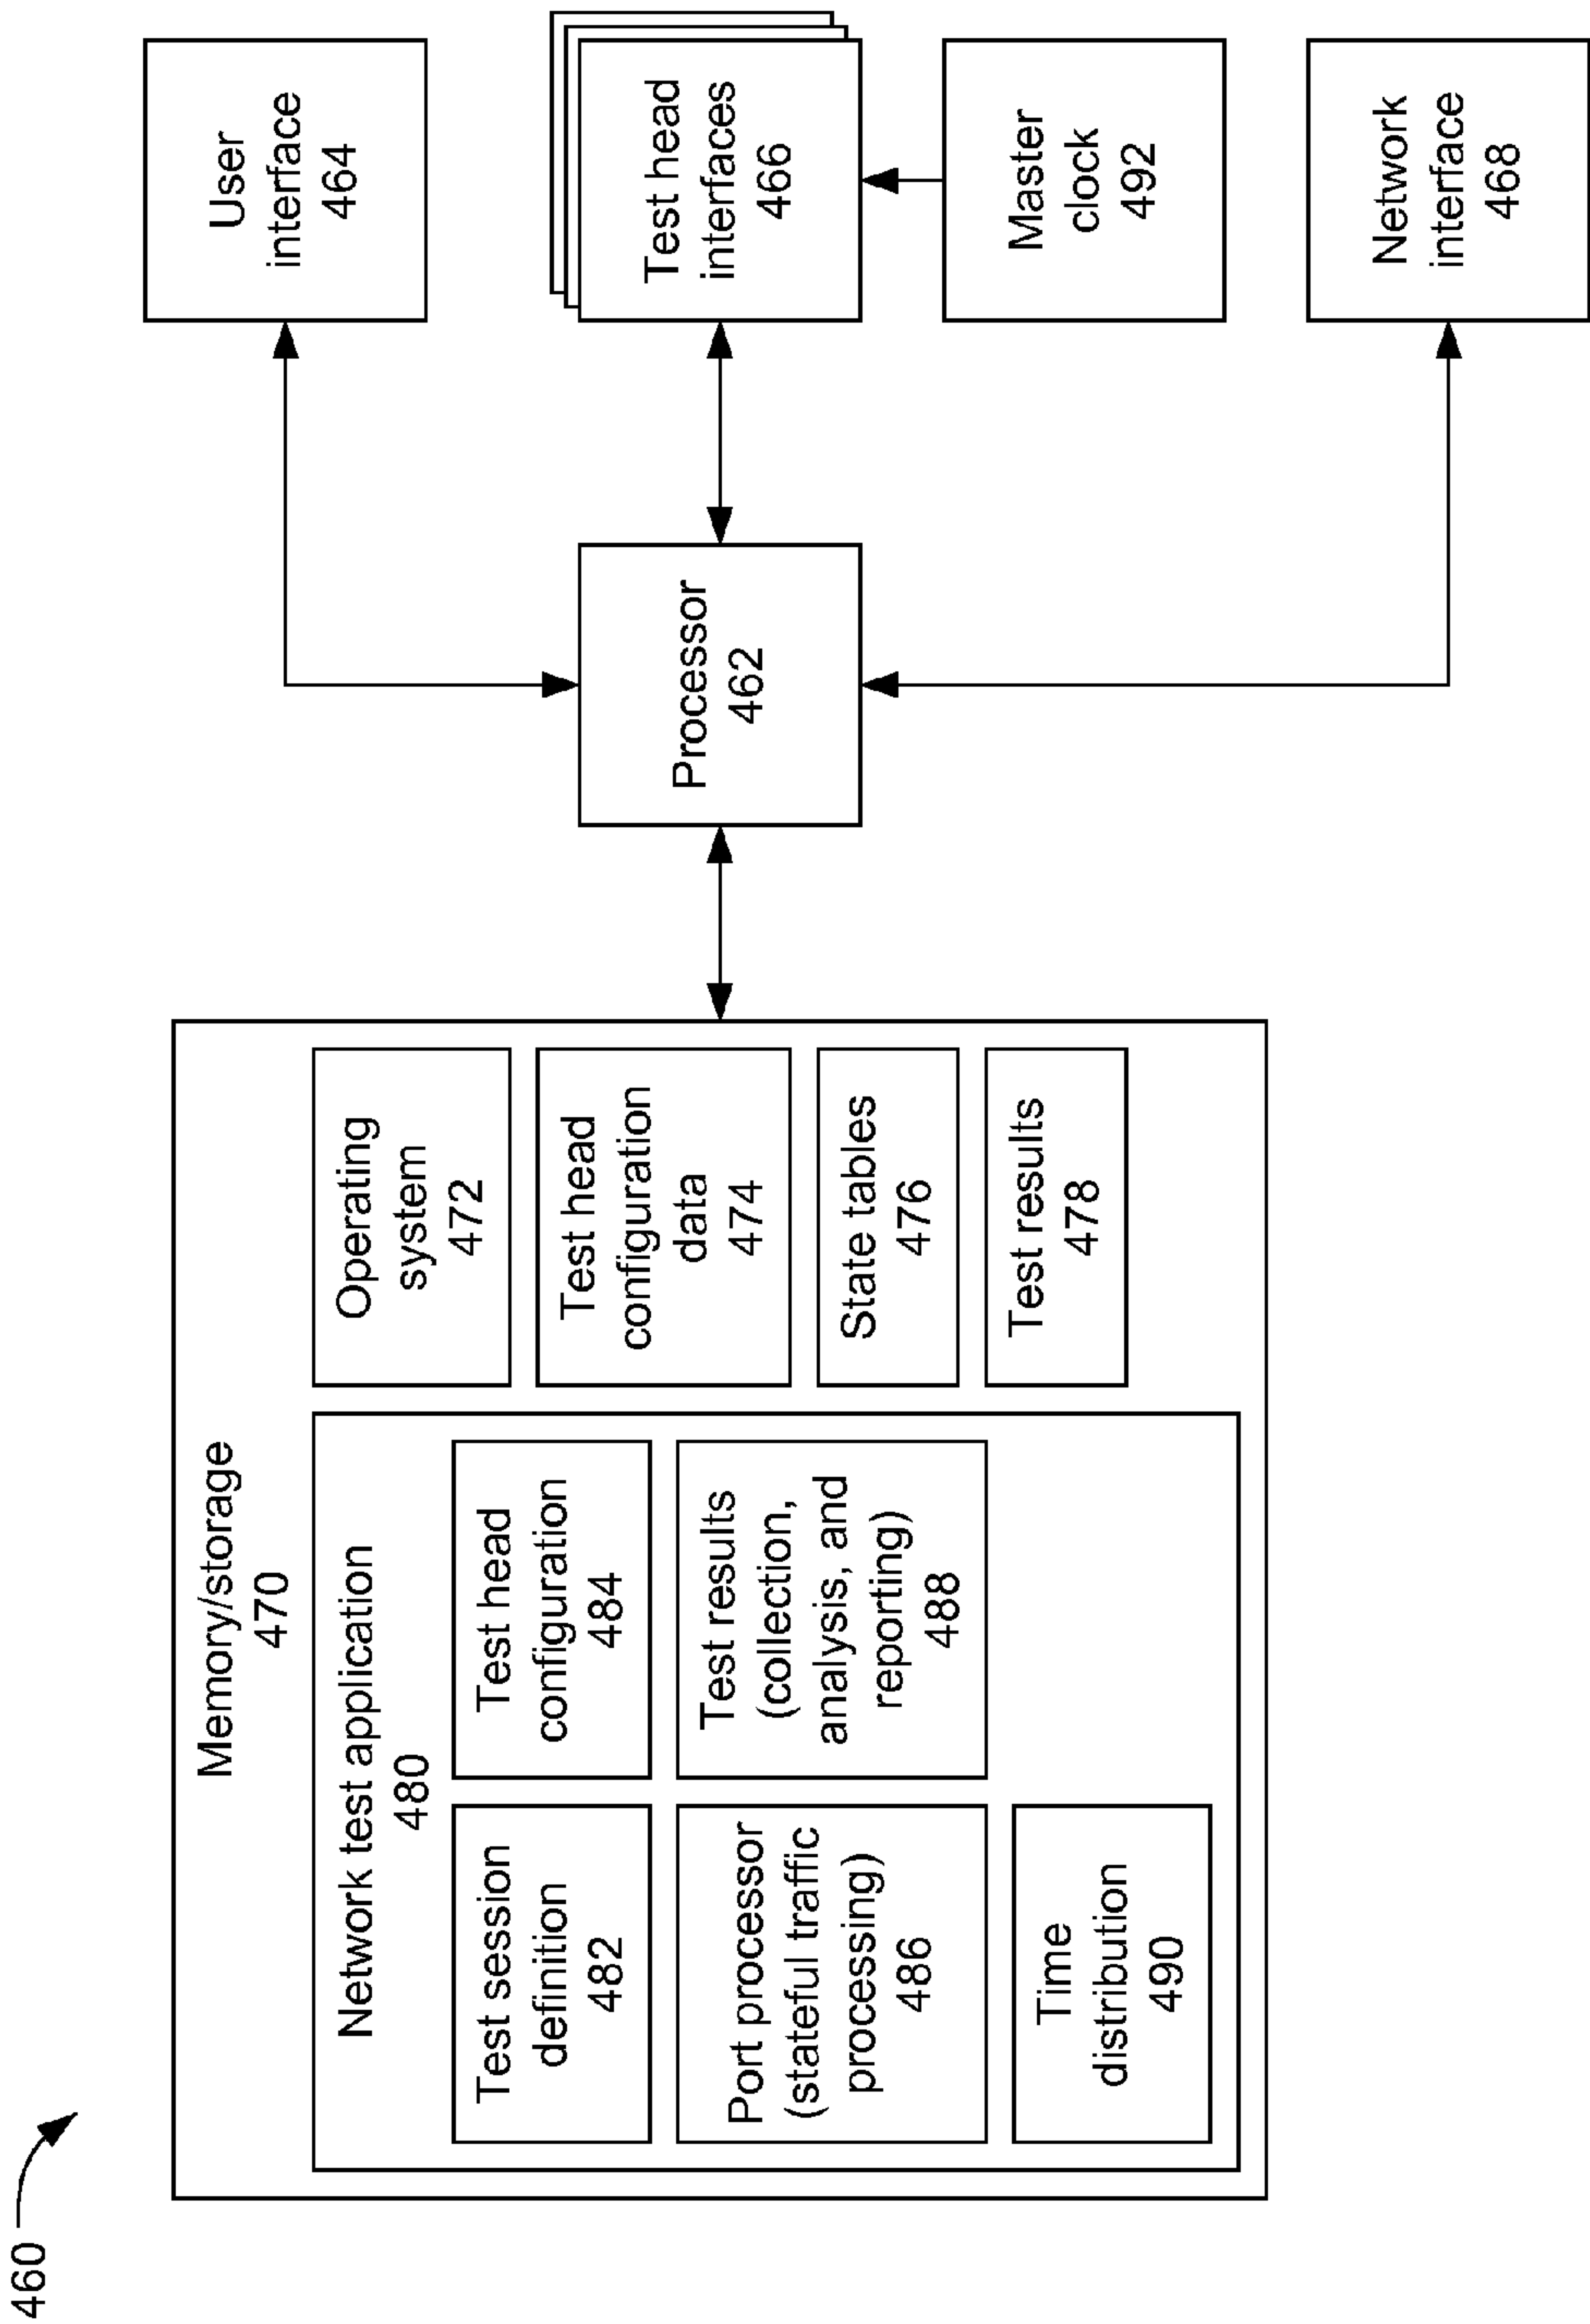 460
Memory/storage
470
Network test application
480
Test session
definition
482
Test head
configuration
484
Port processor
(stateful traffic
processing)
486
Test results
(collection,
analysis, and
reporting)
488
Time
distribution
490
Operating
system
472
Test head
configuration
data
474
State tables
476
Test results
478
Processor
462
User
interface
464
Test head
interfaces
466
Master
clock
492
Network
interface
468